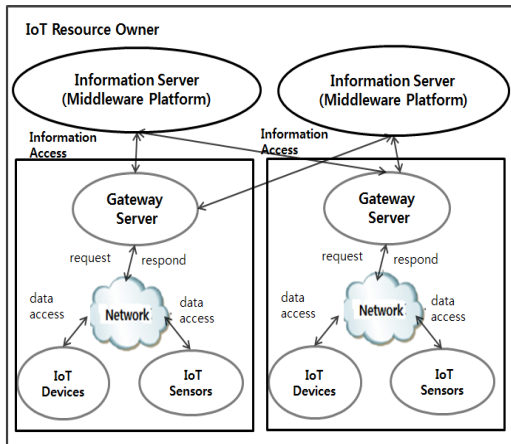 IoT Resource Owner
Information Server
(Middleware Platform)
Information Server
(Middleware Platform)
Information
Access
Information
Access
Gateway
Server
request
respond
data
access
Network
data
access
IoT
Devices
IoT
Sensors
Gateway
Server
request
respond
data
access
Network
data
access
IoT
Devices
IoT
Sensors